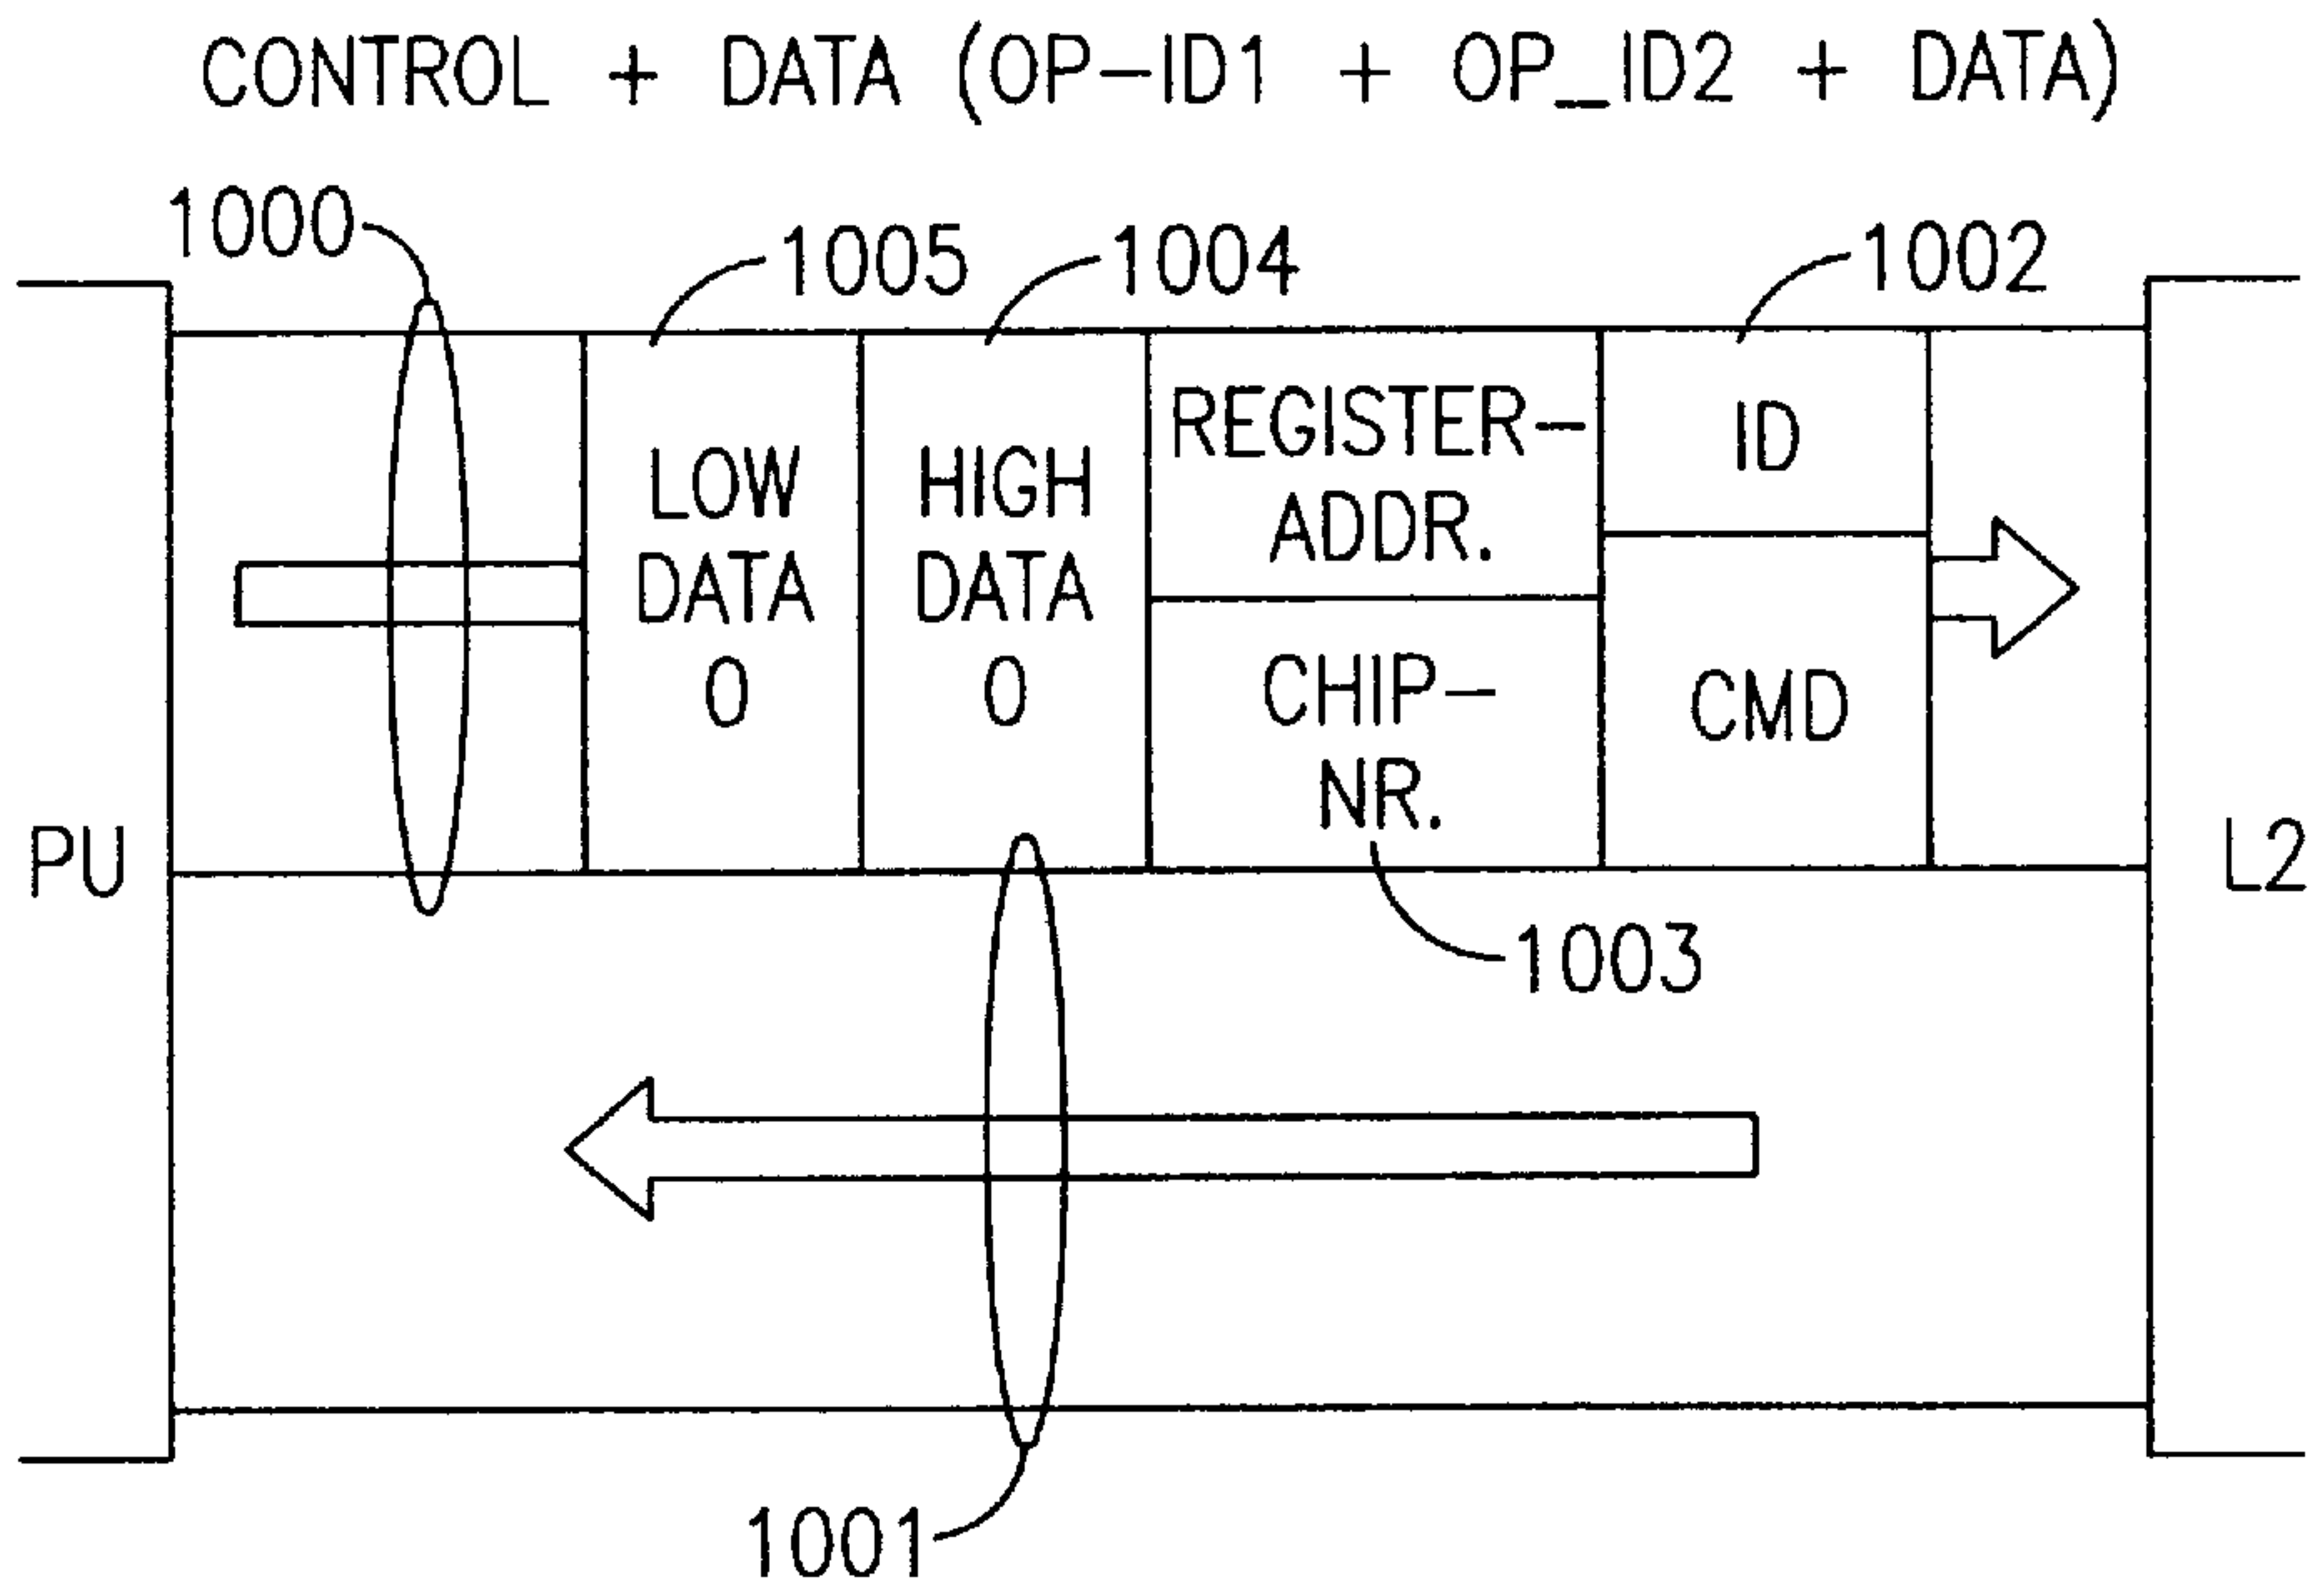 CONTROL + DATA (OP-ID1 + OP_ID2 + DATA)
1000
1005
1004
1002
LOW
DATA
0
HIGH
DATA
0
REGISTER-
ADDR.
CHIP-
NR.
ID
CMD
PU
L2
1003
1001